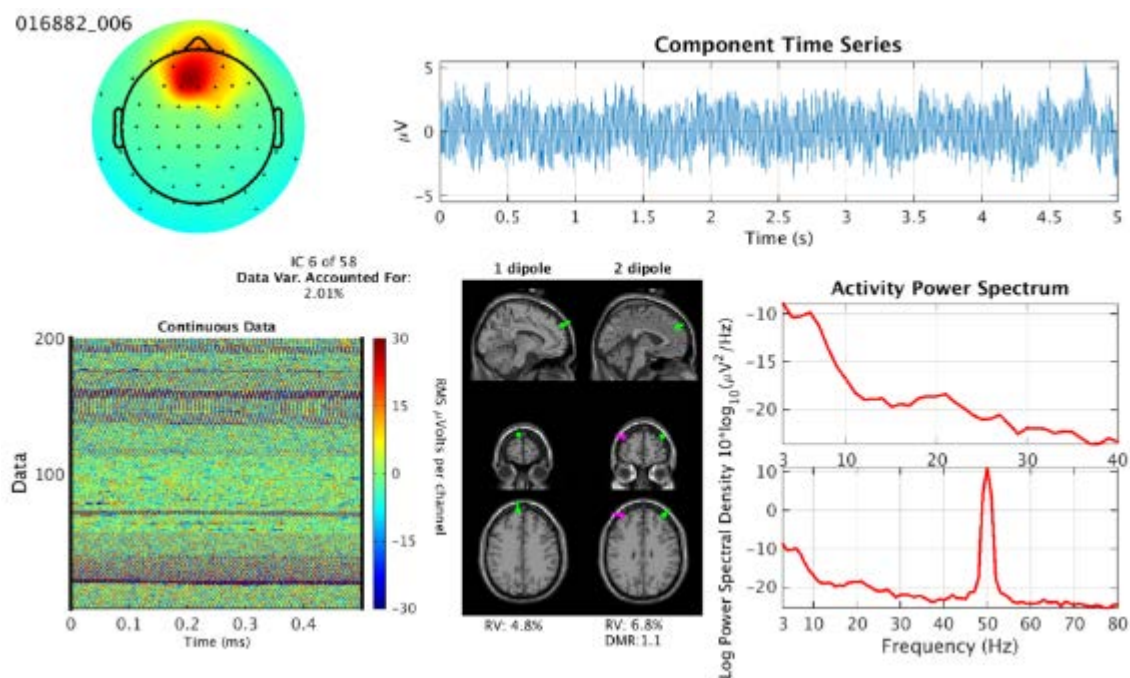 016882_006
Component Time Series
μV
5
0
-5
0 0.5 1 1.5 2 2.5 3 3.5 4 4.5 5
Time (s)
IC 6 of 58
Data Var. Accounted For:
2.01%
Continuous Data
Data
200
100
0 0.1 0.2 0.3 0.4
Time (ms)
30
15
0
-15
-30
RMS μVolts per channel
1 dipole 2 dipole
RV: 4.8% RV: 6.8%
DMR:1.1
Activity Power Spectrum
Log Power Spectral Density 10*log10(μV2/Hz)
-10
-15
-20
3 10 20 30 40
10
0
-10
-20
3 10 20 30 40 50 60 70 80
Frequency (Hz)